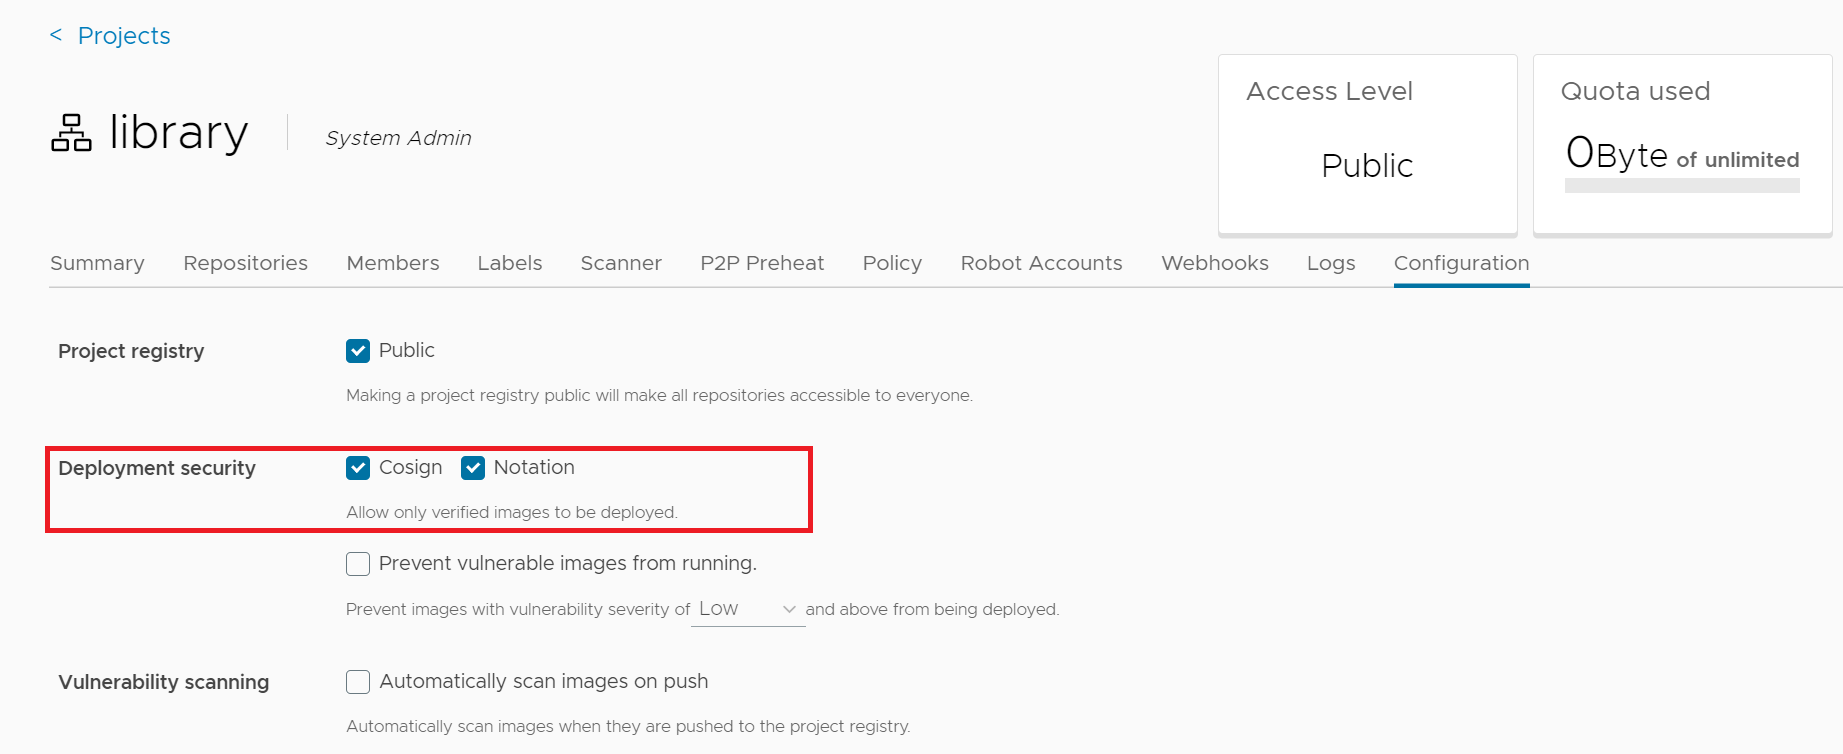 < Projects
library
System Admin
Access Level
Public
Quota used
0Byte of unlimited
Summary Repositories Members Labels Scanner P2P Preheat Policy Robot Accounts Webhooks Logs Configuration
Project registry
Public
Making a project registry public will make all repositories accessible to everyone.
Deployment security
Cosign Notation
Allow only verified images to be deployed.
Prevent vulnerable images from running.
Prevent images with vulnerability severity of Low and above from being deployed.
Vulnerability scanning
Automatically scan images on push
Automatically scan images when they are pushed to the project registry.